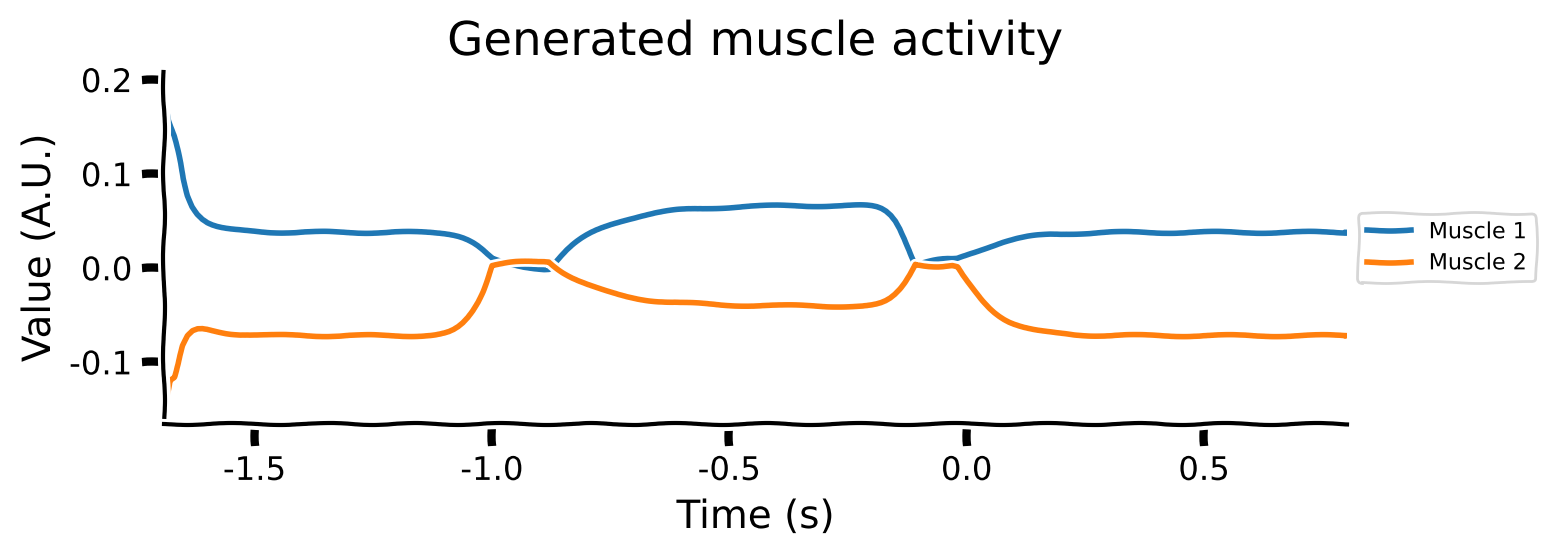 Generated muscle activity
Value (A.U.)
0.2
0.1
0.0
-0.1
-1.5
-1.0
-0.5
0.0
0.5
Time (s)
Muscle 1
Muscle 2